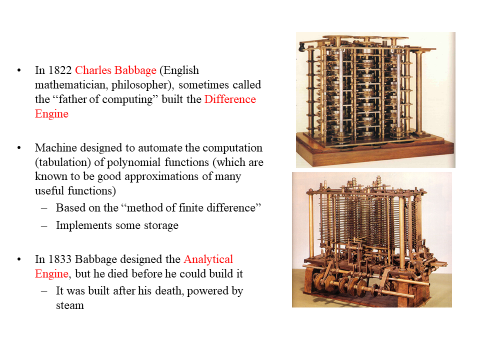 • In 1822 Charles Babbage (English
mathematician, philosopher), sometimes called
the “father of computing” built the Difference
Engine
• Machine designed to automate the computation
(tabulation) of polynomial functions (which are
known to be good approximations of many
useful functions)
– Based on the “method of finite difference”
– Implements some storage
• In 1833 Babbage designed the Analytical
Engine, but he died before he could build it
– It was built after his death, powered by
steam